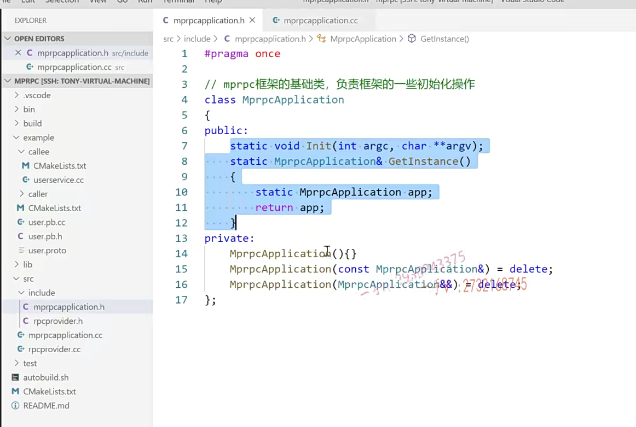 File Edit Selection View Go Run Terminal Help
mprpcapplication.cc - mprpc [SSH: tony-virtual-machine] - Visual Studio Code
EXPLORER
OPEN EDITORS
mprpcapplication.h src/include
mprpcapplication.cc src
MPRPC [SSH: TONY-VIRTUAL-MACHINE]
.vscode
bin
build
example
callee
CMakeLists.txt
userservice.cc
caller
CMakeLists.txt
user.pb.cc
user.pb.h
user.proto
lib
src
include
mprpcapplication.h
rpcprovider.h
mprpcapplication.cc
rpcprovider.cc
test
autobuild.sh
CMakeLists.txt
README.md
mprpcapplication.h
mprpcapplication.cc
src > include > mprpcapplication.h > MprpcApplication > GetInstance()
1 #pragma once
2
3 // mprpc框架的基础类，负责框架的一些初始化操作
4 class MprpcApplication
5 {
6 public:
7 static void Init(int argc, char **argv);
8 static MprpcApplication& GetInstance()
9 {
10 static MprpcApplication app;
11 return app;
12 }
13 private:
14 MprpcApplication(){}
15 MprpcApplication(const MprpcApplication&) = delete;
16 MprpcApplication(MprpcApplication&&) = delete;
17 };